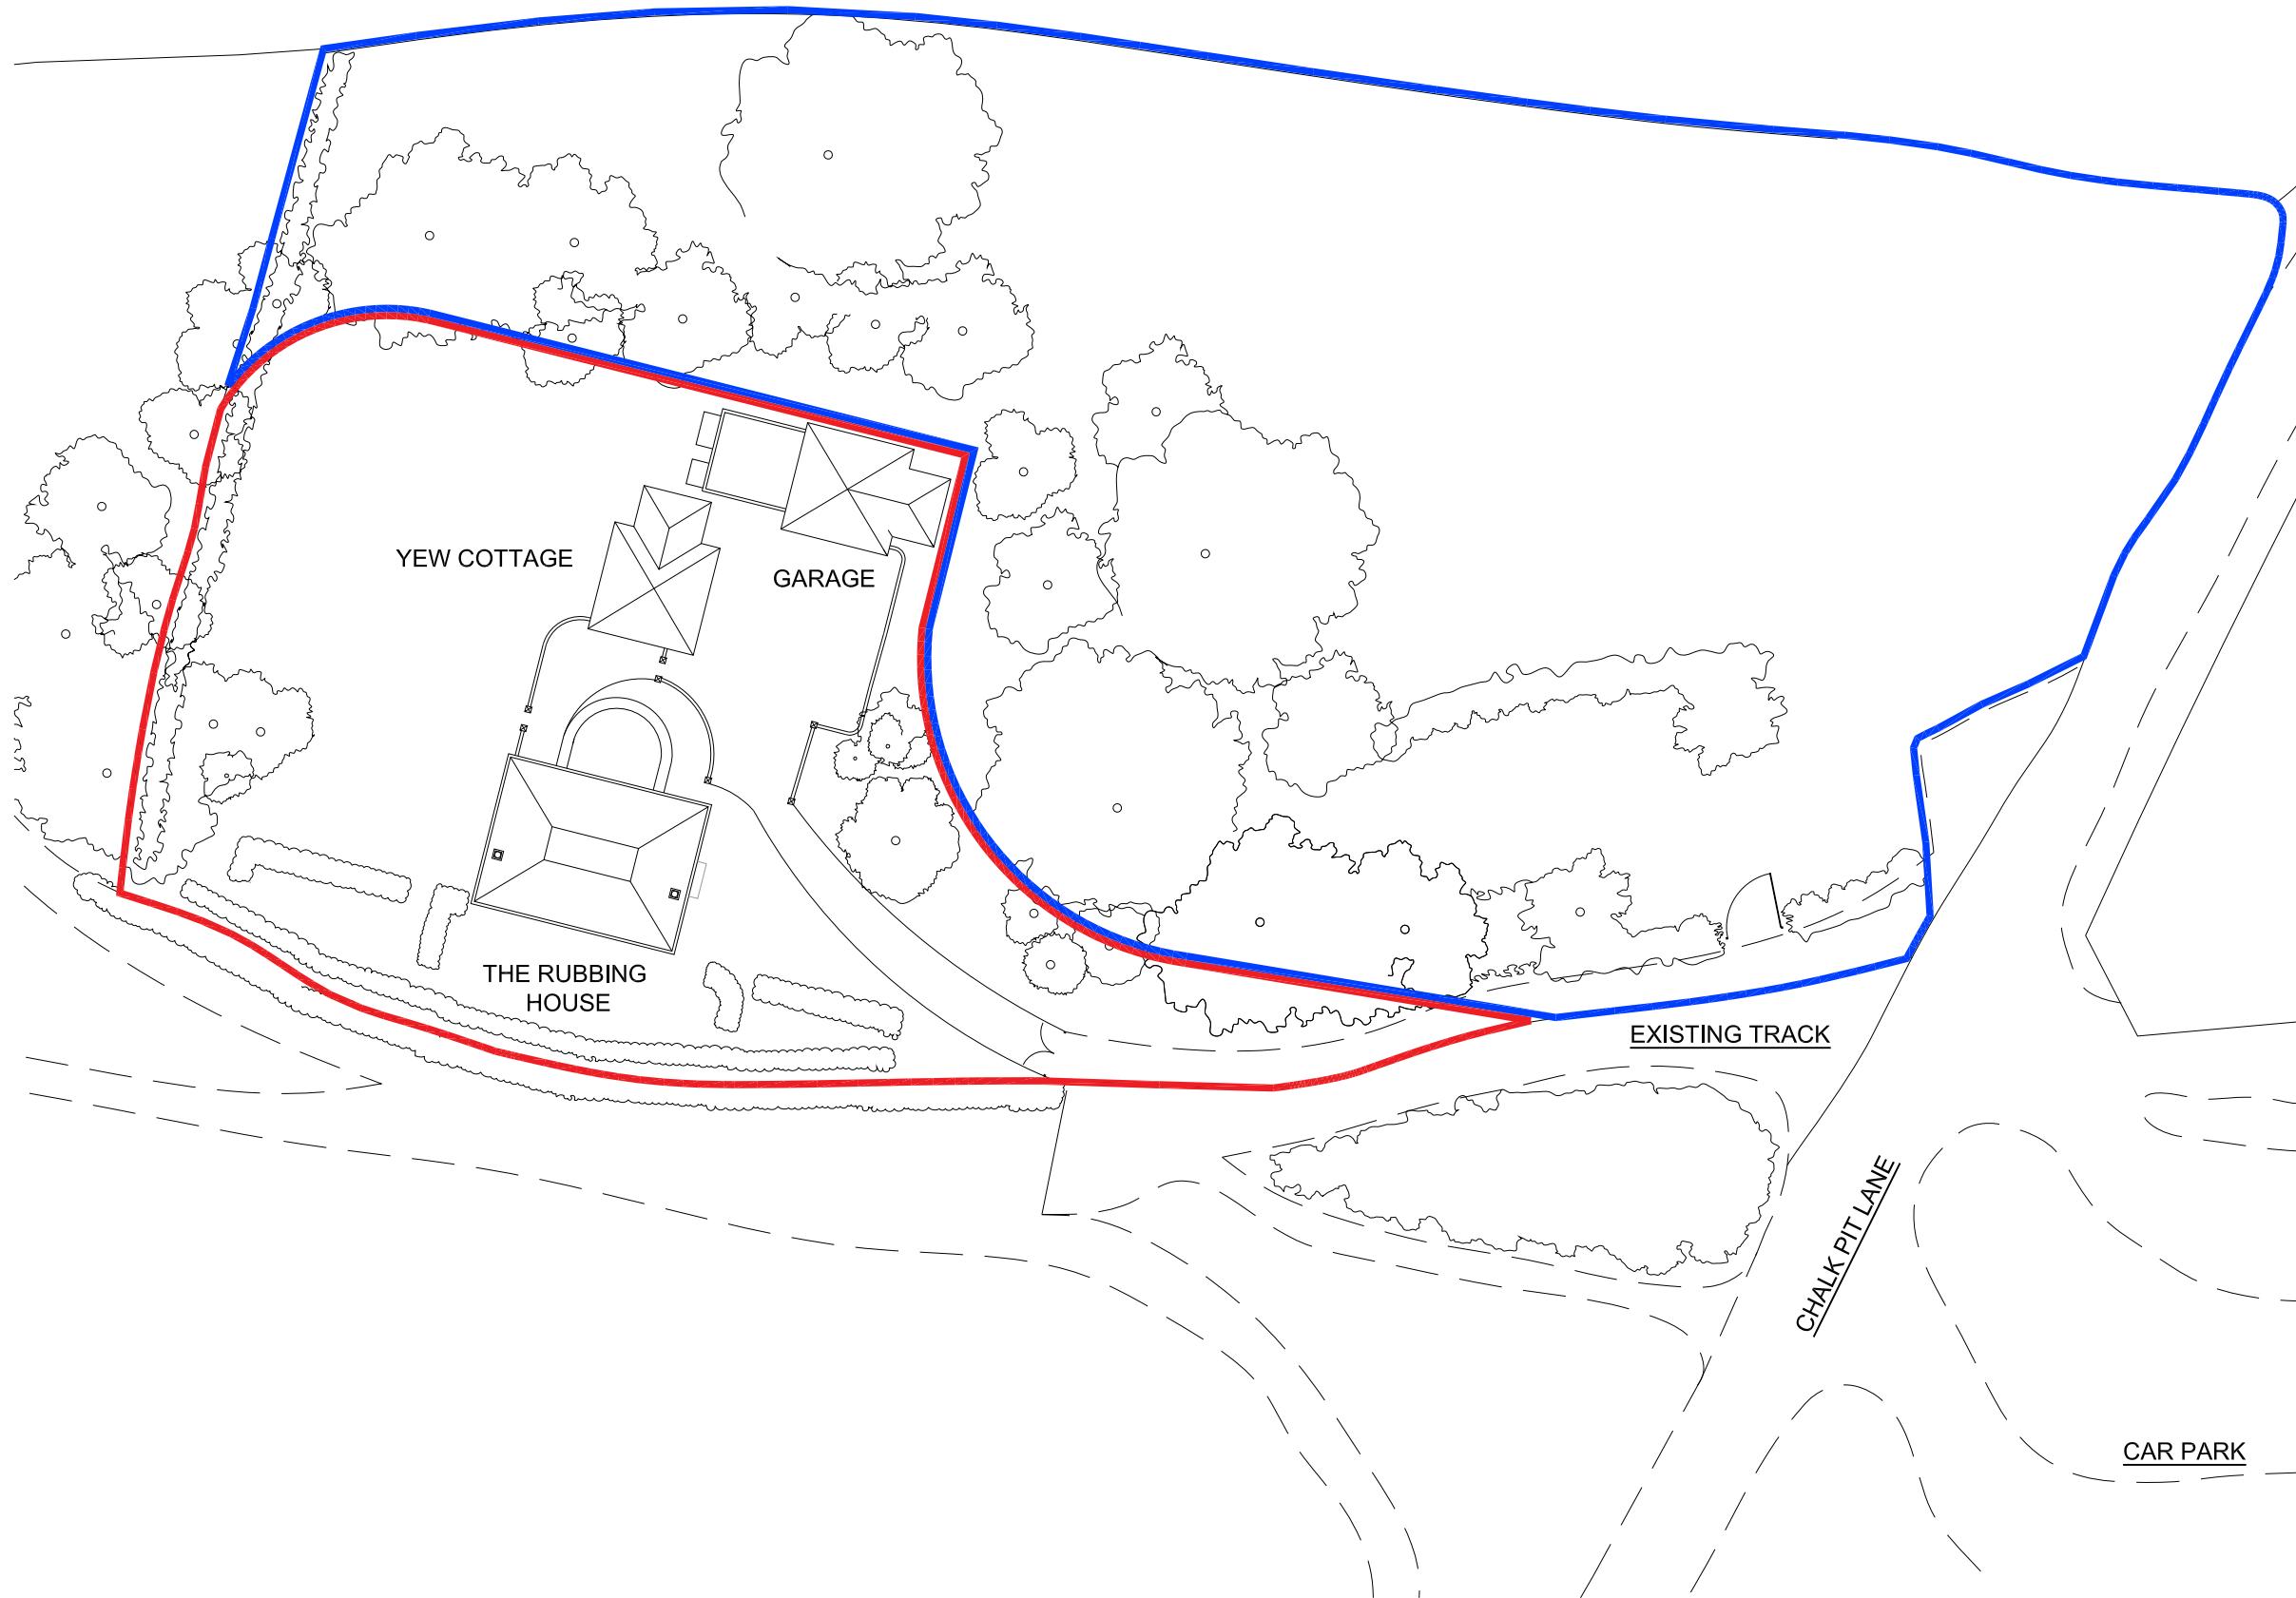 YEW COTTAGE
GARAGE
THE RUBBING
HOUSE
EXISTING TRACK
CHALK PIT LANE
CAR PARK